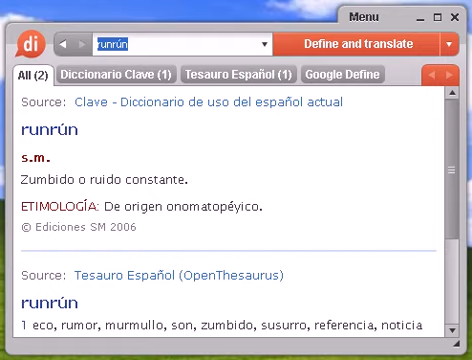 Menu
di
runrún
Define and translate
All (2)
Diccionario Clave (1)
Tesauro Español (1)
Google Define
Source: Clave - Diccionario de uso del español actual
runrún
s.m.
Zumbido o ruido constante.
ETIMOLOGÍA: De origen onomatopéyico.
© Ediciones SM 2006
Source: Tesauro Español (OpenThesaurus)
runrún
1 eco, rumor, murmullo, son, zumbido, susurro, referencia, noticia